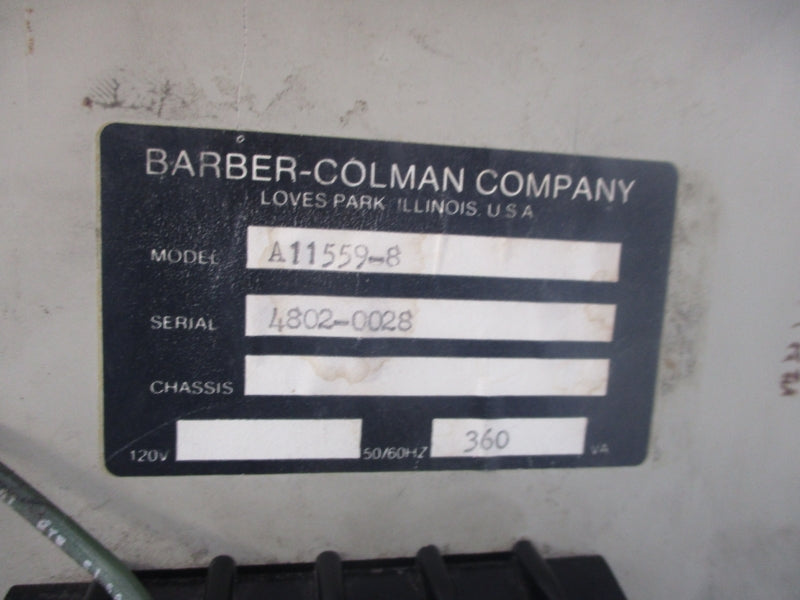 BARBER-COLMAN COMPANY
LOVES PARK, ILLINOIS, U.S.A.
MODEL A11559-8
SERIAL 4802-0028
CHASSIS
120V 50/60HZ 360 VA